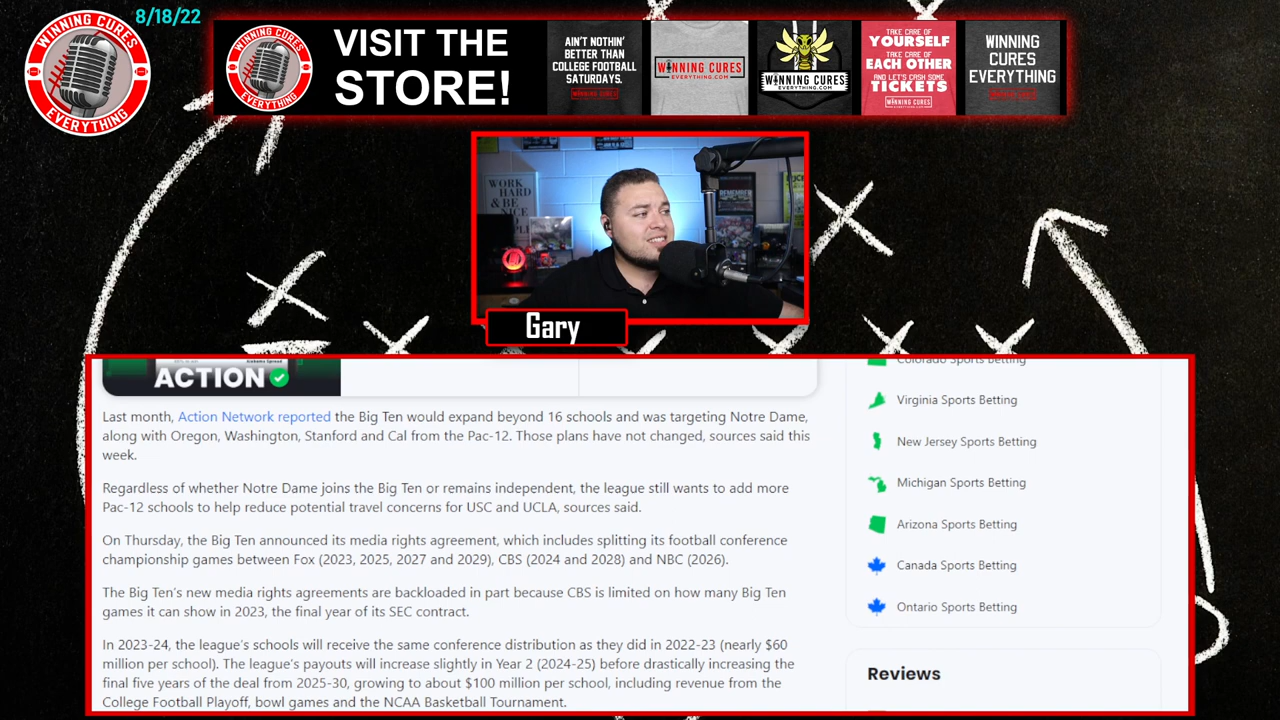 8/18/22
WINNING CURES
EVERYTHING
WINNING CURES
EVERYTHING
VISIT THE
STORE!
AIN'T NOTHIN'
BETTER THAN
COLLEGE FOOTBALL
SATURDAYS.
WINNING CURES
WINNING CURES
EVERYTHING.COM
WINNING CURES
EVERYTHING.COM
TAKE CARE OF
YOURSELF
TAKE CARE OF
EACH OTHER
AND LET'S CASH SOME
TICKETS
WINNING CURES
EVERYTHING.COM
WINNING
CURES
EVERYTHING
WORK
HARD
& BE
NICE
Gary
ACTION
Last month, Action Network reported the Big Ten would expand beyond 16 schools and was targeting Notre Dame,
along with Oregon, Washington, Stanford and Cal from the Pac-12. Those plans have not changed, sources said this
week.
Regardless of whether Notre Dame joins the Big Ten or remains independent, the league still wants to add more
Pac-12 schools to help reduce potential travel concerns for USC and UCLA, sources said.
On Thursday, the Big Ten announced its media rights agreement, which includes splitting its football conference
championship games between Fox (2023, 2025, 2027 and 2029), CBS (2024 and 2028) and NBC (2026).
The Big Ten's new media rights agreements are backloaded in part because CBS is limited on how many Big Ten
games it can show in 2023, the final year of its SEC contract.
In 2023-24, the league's schools will receive the same conference distribution as they did in 2022-23 (nearly $60
million per school). The league's payouts will increase slightly in Year 2 (2024-25) before drastically increasing the
final five years of the deal from 2025-30, growing to about $100 million per school, including revenue from the
College Football Playoff, bowl games and the NCAA Basketball Tournament.
Colorado Sports Betting
Virginia Sports Betting
New Jersey Sports Betting
Michigan Sports Betting
Arizona Sports Betting
Canada Sports Betting
Ontario Sports Betting
Reviews